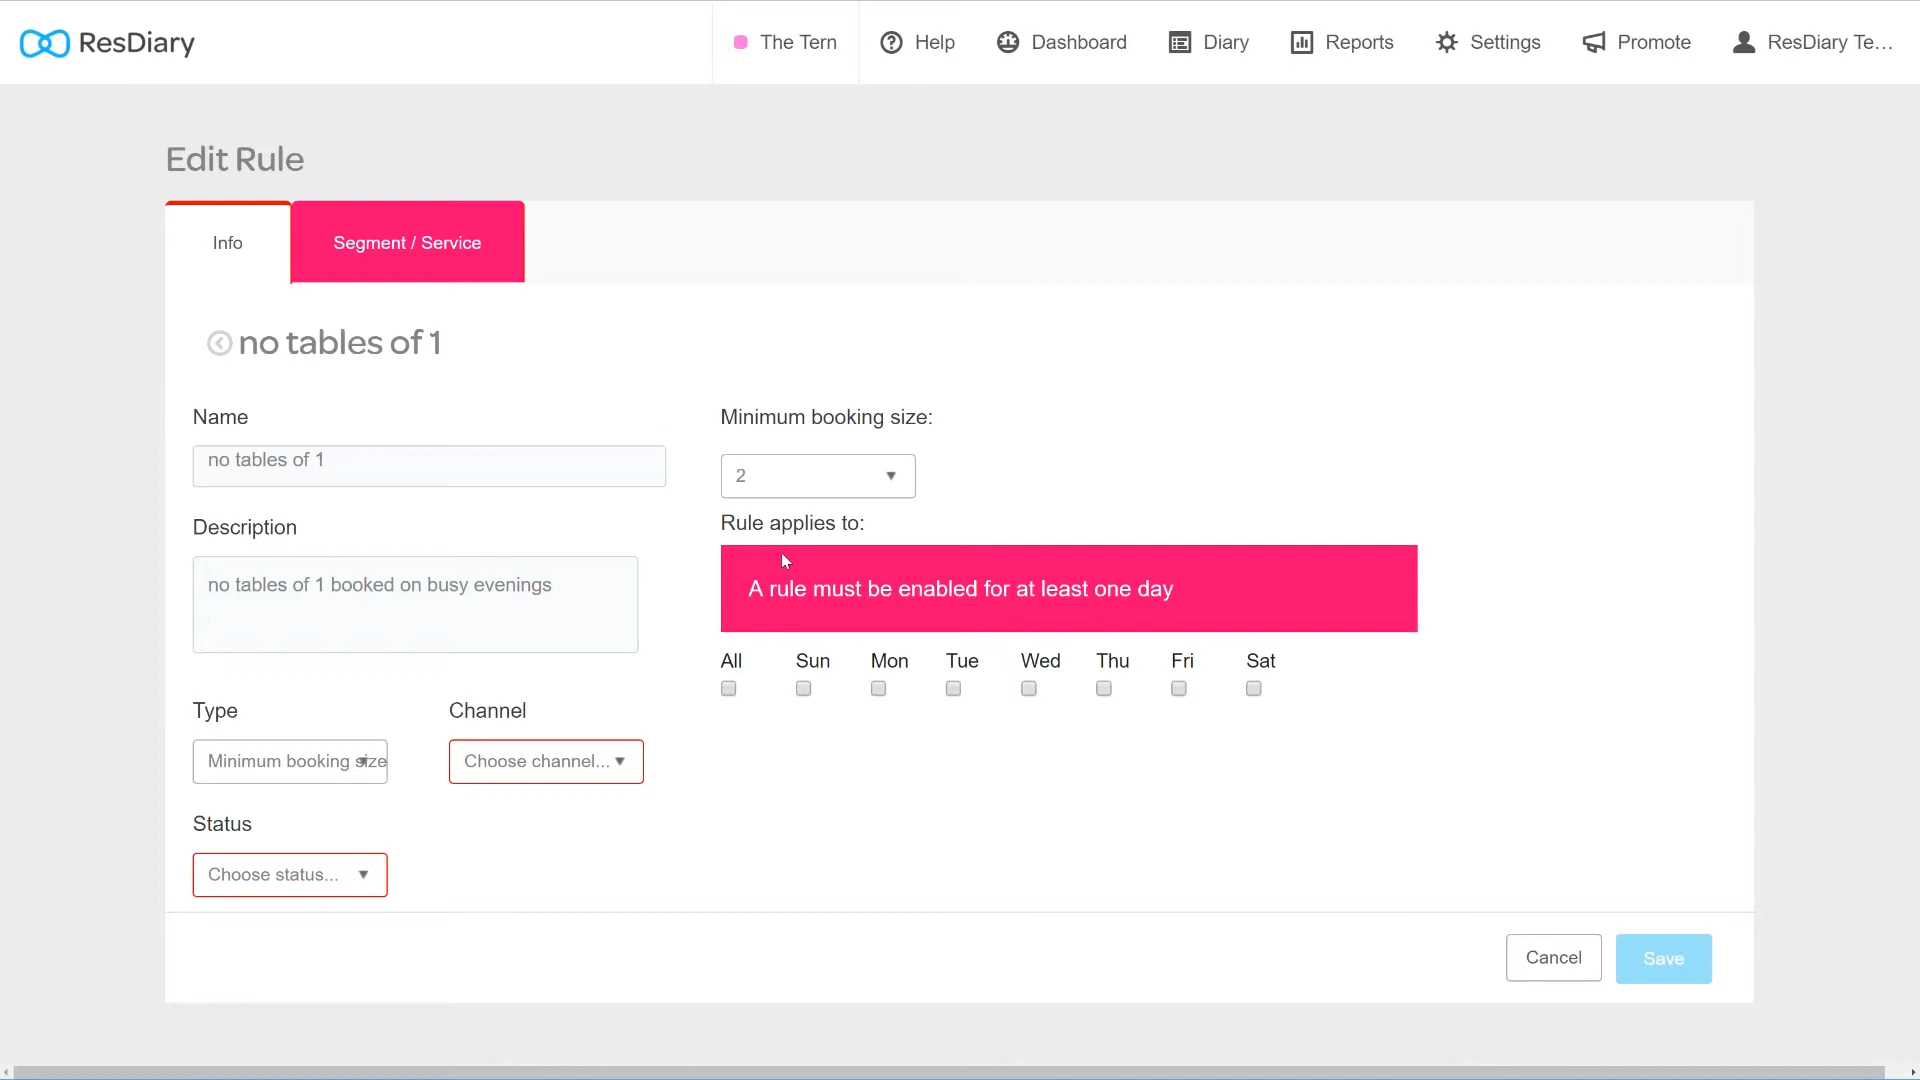 ResDiary
The Tern
Help
Dashboard
Diary
Reports
Settings
Promote
ResDiary Te...
Edit Rule
Info
Segment / Service
no tables of 1
Name
no tables of 1
Description
no tables of 1 booked on busy evenings
Type
Channel
Minimum booking size
Choose channel...
Status
Choose status...
Minimum booking size:
2
Rule applies to:
A rule must be enabled for at least one day
All Sun Mon Tue Wed Thu Fri Sat
Cancel
Save